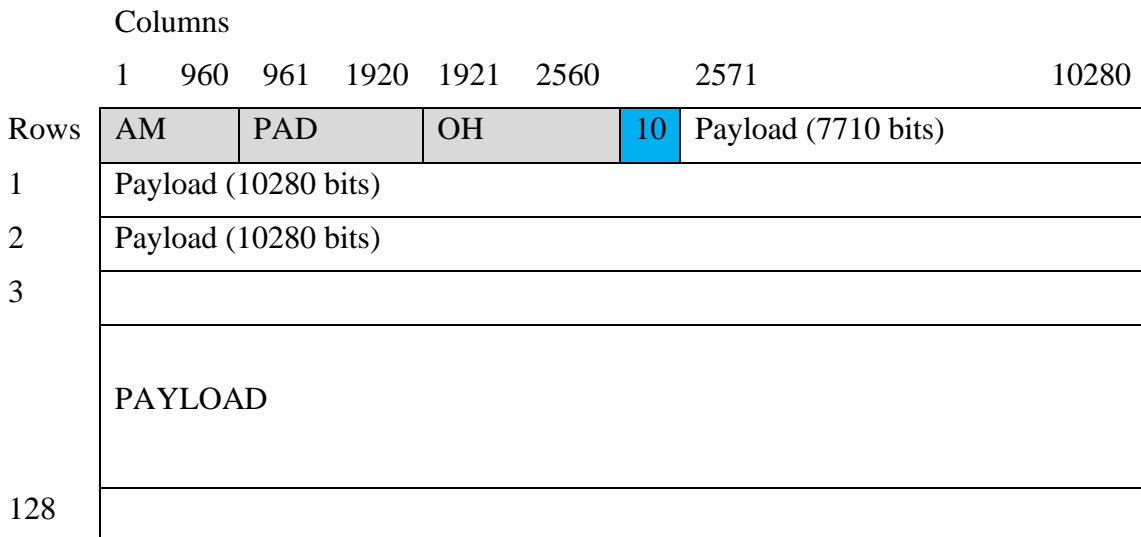 Columns
1 960 961 1920 1921 2560 2571 10280
Rows AM PAD OH 10 Payload (7710 bits)
1 Payload (10280 bits)
2 Payload (10280 bits)
3
PAYLOAD
128